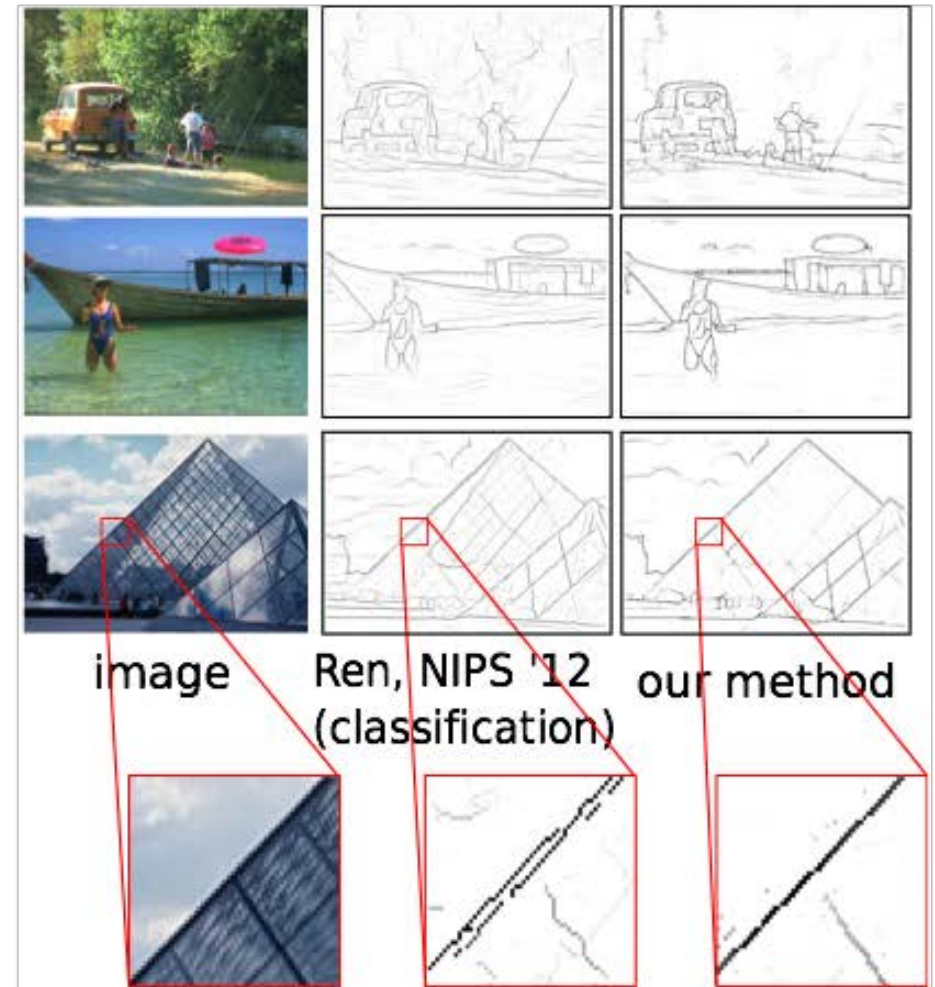 image
Ren, NIPS '12
(classification)
our method